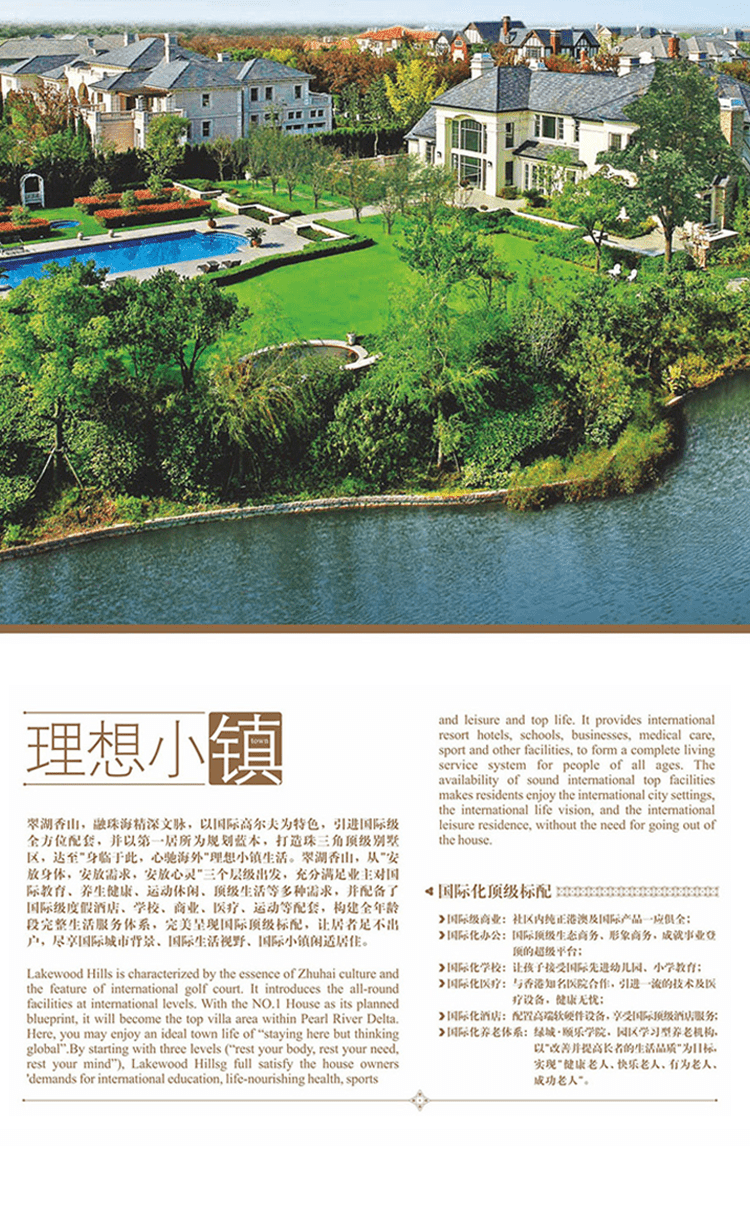 理想小镇
town
翠湖香山，融珠海精深文脉，以国际高尔夫为特色，引进国际级
全方位配套，并以第一居所为规划蓝本，打造珠三角顶级别墅
区，达至"身临于此，心驰海外"理想小镇生活。翠湖香山，从"安
放身体，安放需求，安放心灵"三个层级出发，充分满足业主对国
际教育、养生健康、运动休闲、顶级生活等多种需求，并配备了
国际级度假酒店、学校、商业、医疗、运动等配套，构建全年龄
段完整生活服务体系，完美呈现国际顶级标配，让居者足不出
户，尽享国际城市背景、国际生活视野、国际小镇闲适居住。
Lakewood Hills is characterized by the essence of Zhuhai culture and
the feature of international golf court. It introduces the all-round
facilities at international levels. With the NO.1 House as its planned
blueprint, it will become the top villa area within Pearl River Delta.
Here, you may enjoy an ideal town life of “staying here but thinking
global”.By starting with three levels (“rest your body, rest your need,
rest your mind”), Lakewood Hillsg full satisfy the house owners
'demands for international education, life-nourishing health, sports
and leisure and top life. It provides international
resort hotels, schools, businesses, medical care,
sport and other facilities, to form a complete living
service system for people of all ages. The
availability of sound international top facilities
makes residents enjoy the international city settings,
the international life vision, and the international
leisure residence, without the need for going out of
the house.
国际化顶级标配
国际级商业：社区内纯正港澳及国际产品一应俱全；
国际化办公：国际顶级生态商务、形象商务，成就事业登
顶的超级平台；
国际化学校：让孩子接受国际先进幼儿园、小学教育；
国际化医疗：与香港知名医院合作，引进一流的技术及医
疗设备，健康无忧；
国际化酒店：配置高端软硬件设备，享受国际顶级酒店服务；
国际化养老体系：绿城·颐乐学院，园区学习型养老机构，
以"改善并提高长者的生活品质"为目标，
实现"健康老人、快乐老人、有为老人、
成功老人"。